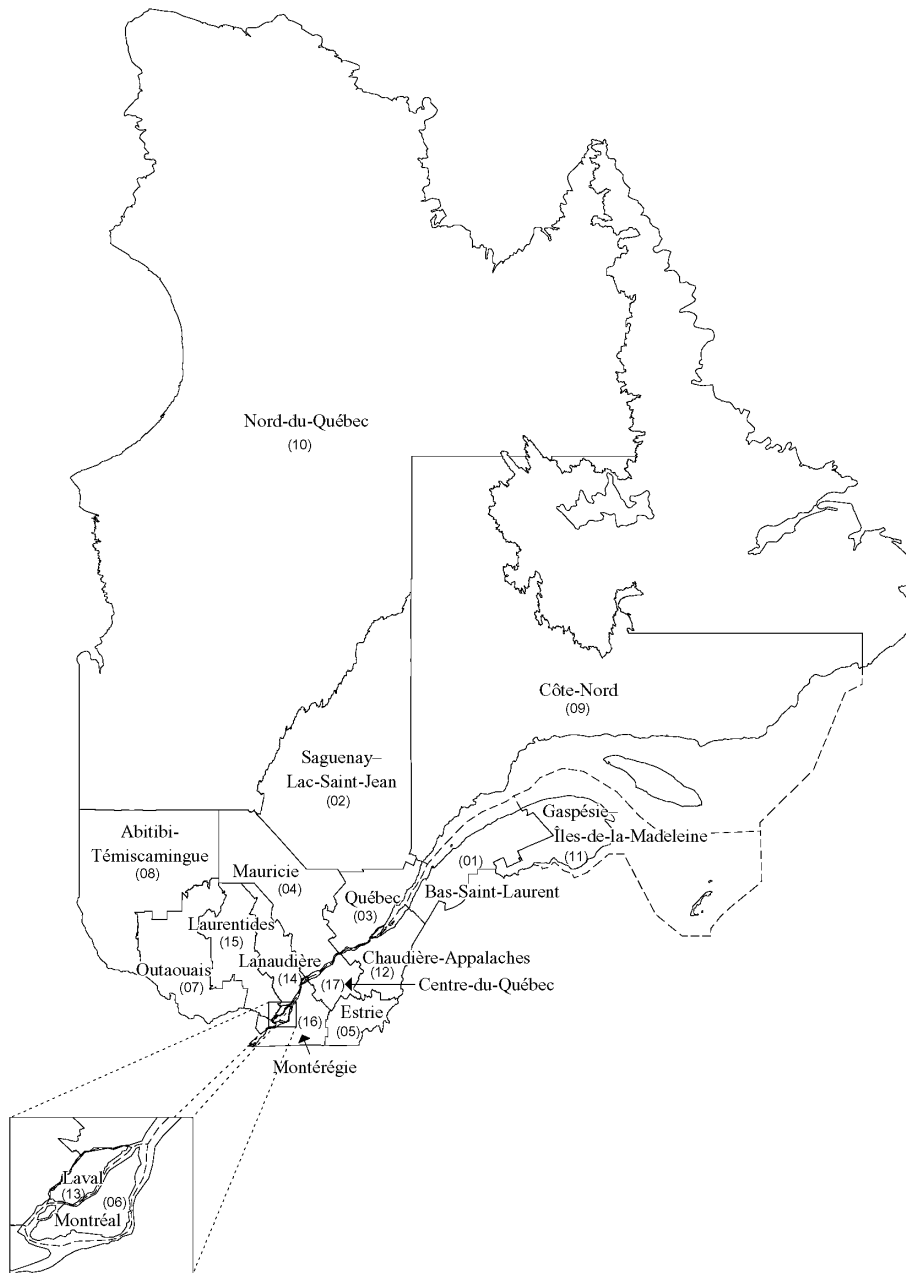 Nord-du-Québec
(10)
Côte-Nord
(09)
Saguenay–
Lac-Saint-Jean
(02)
Gaspésie–
Îles-de-la-Madeleine
(11)
Abitibi-
Témiscamingue
(08)
Mauricie
(04)
(01)
Bas-Saint-Laurent
Québec
(03)
Laurentides
(15)
Lanaudière
(14)
Chaudière-Appalaches
(12)
Outaouais
(07)
(17)
Centre-du-Québec
Estrie
(05)
(16)
Montérégie
Laval
(13)
(06)
Montréal